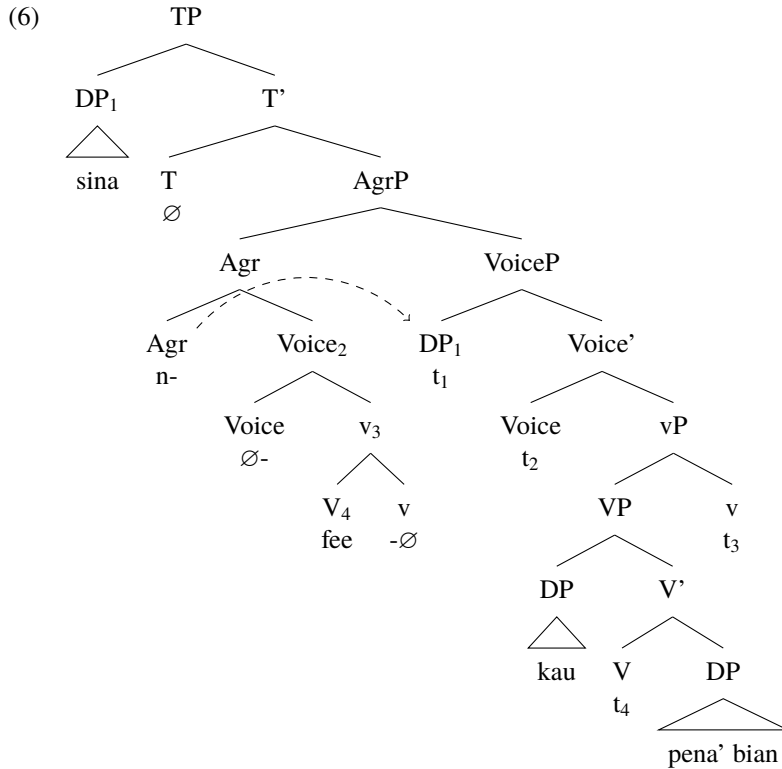 (6) TP
DP₁ T’
sina T AgrP
∅
Agr VoiceP
Agr Voice₂ DP₁ Voice’
n- t₁
Voice v₃ Voice vP
∅- t₂
V₄ v VP v
fee -∅ t₃
DP V’
kau V DP
t₄
pena’ bian